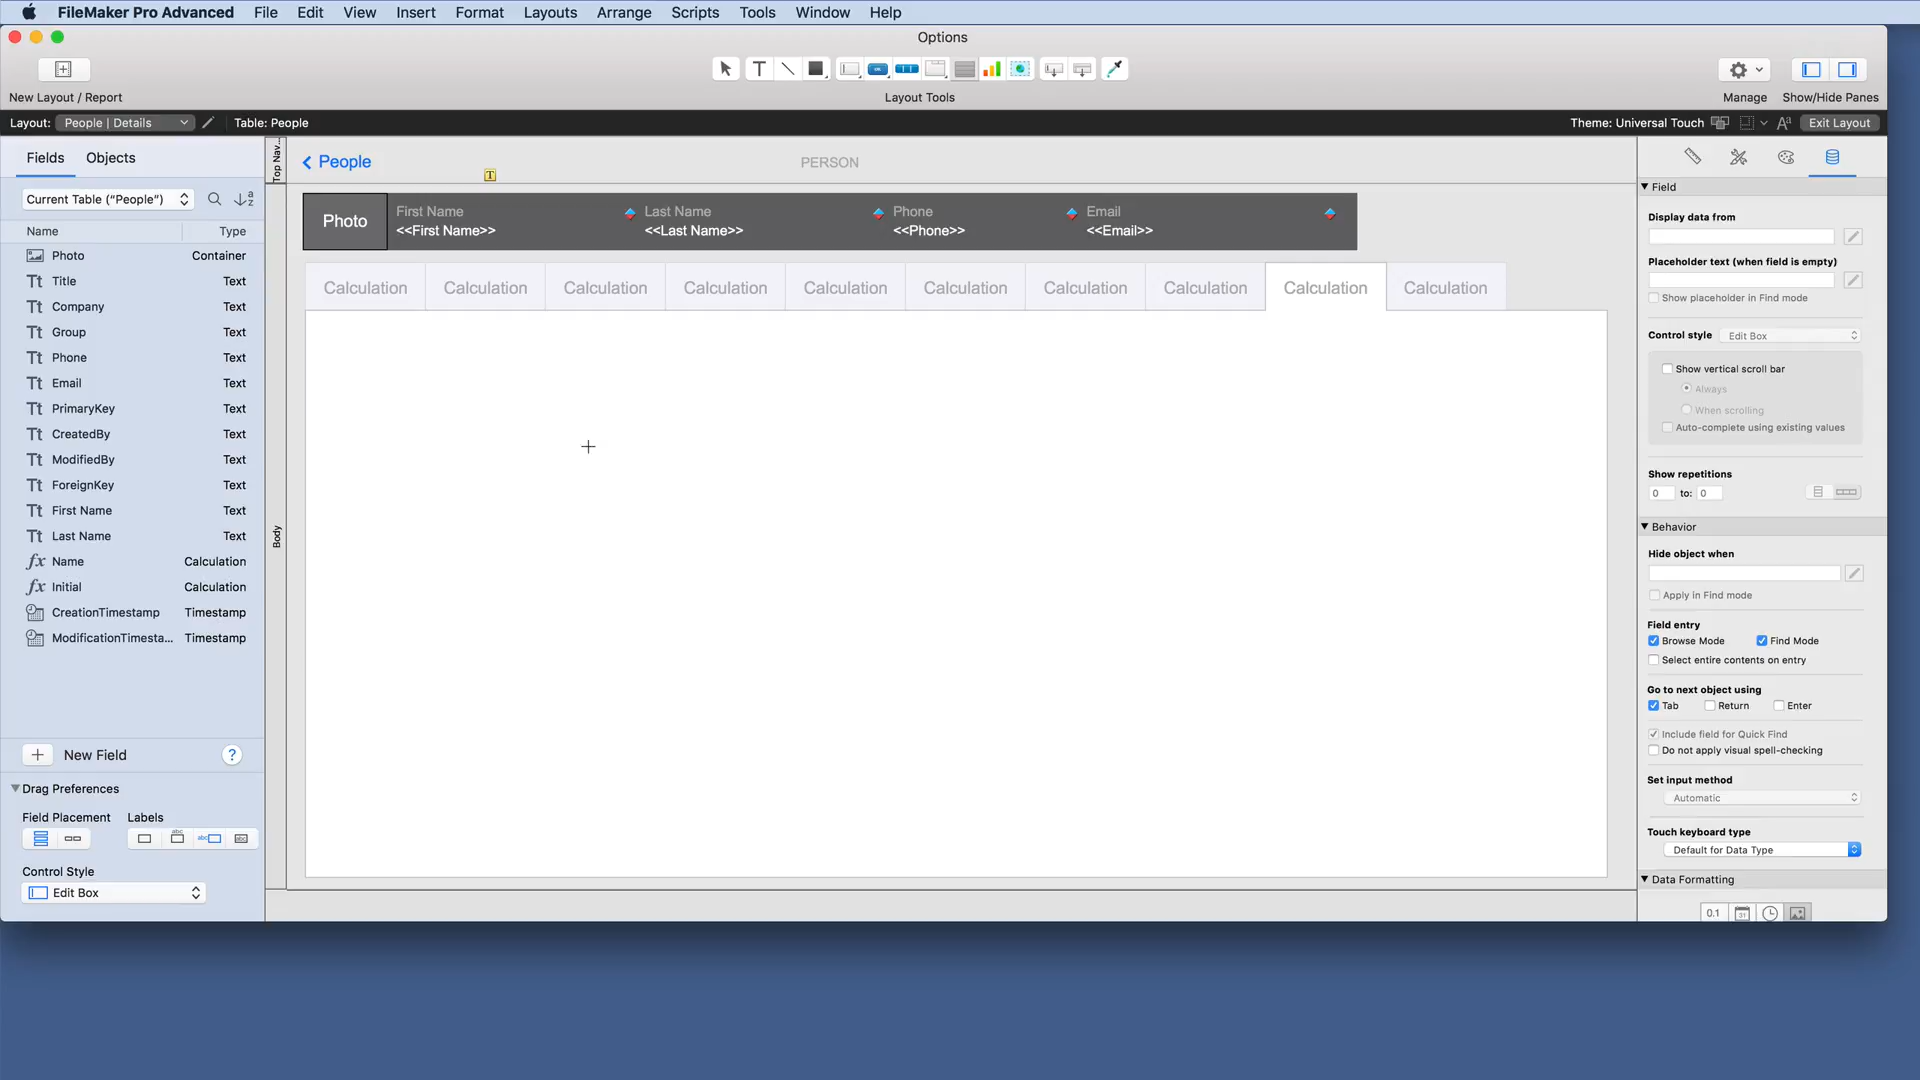 FileMaker Pro Advanced File Edit View Insert Format Layouts Arrange Scripts Tools Window Help
Options
New Layout / Report
Layout Tools
Manage
Show/Hide Panes
Layout: People | Details
Table: People
Theme: Universal Touch
Exit Layout
Fields Objects
Current Table ("People")
Name Type
Photo Container
Title Text
Company Text
Group Text
Phone Text
Email Text
PrimaryKey Text
CreatedBy Text
ModifiedBy Text
ForeignKey Text
First Name Text
Last Name Text
Name Calculation
Initial Calculation
CreationTimestamp Timestamp
ModificationTimesta... Timestamp
New Field ?
Drag Preferences
Field Placement Labels
Control Style
Edit Box
Top Nav...
Body
People
PERSON
T
Photo
First Name Last Name Phone Email
<<First Name>> <<Last Name>> <<Phone>> <<Email>>
Calculation Calculation Calculation Calculation Calculation Calculation Calculation Calculation Calculation Calculation
Field
Display data from
Placeholder text (when field is empty)
Show placeholder in Find mode
Control style Edit Box
Show vertical scroll bar
Always
When scrolling
Auto-complete using existing values
Show repetitions
0 to: 0
Behavior
Hide object when
Apply in Find mode
Field entry
Browse Mode Find Mode
Select entire contents on entry
Go to next object using
Tab Return Enter
Include field for Quick Find
Do not apply visual spell-checking
Set input method
Automatic
Touch keyboard type
Default for Data Type
Data Formatting
0.1